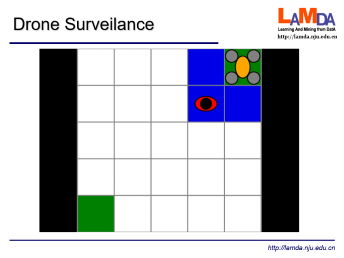 Drone Surveilance
LAMDA
Learning And Mining from DatA
http://lamda.nju.edu.cn
http://lamda.nju.edu.cn